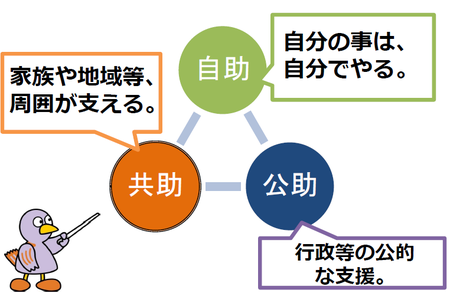 自助
自分の事は、
自分でやる。
家族や地域等、
周囲が支える。
共助
公助
行政等の公的
な支援。